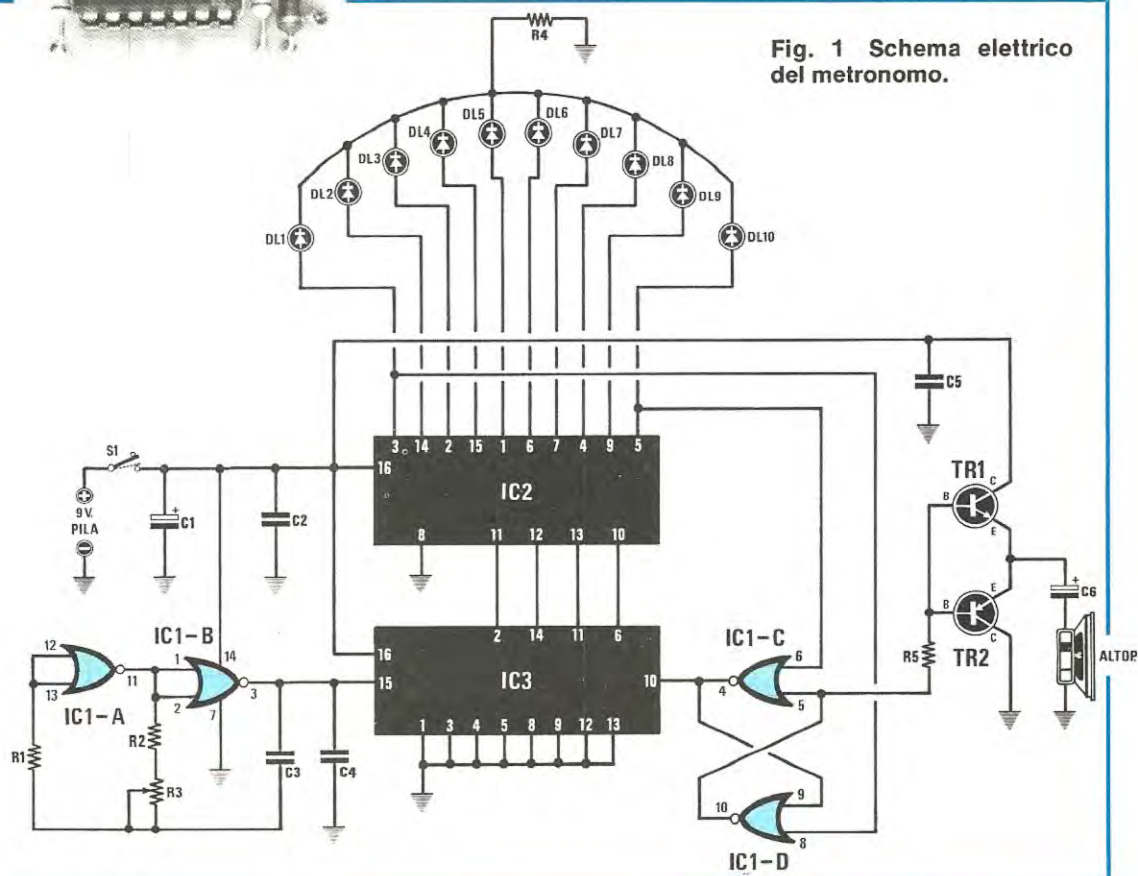 Fig. 1 Schema elettrico
del metronomo.
R4
DL1
DL2
DL3
DL4
DL5
DL6
DL7
DL8
DL9
DL10
3 14 2 15 1 6 7 4 9 5
16
IC2
8 11 12 13 10
S1
9 V.
PILA
C1
C2
C5
TR1
B
C
E
TR2
B
E
C
R5
C6
ALTOP.
IC1-A
12
13
11
IC1-B
1
2
14
7
3
R1
R2
R3
C3
C4
2 14 11 6
16
15
IC3
10
1 3 4 5 8 9 12 13
IC1-C
6
5
4
IC1-D
9
8
10